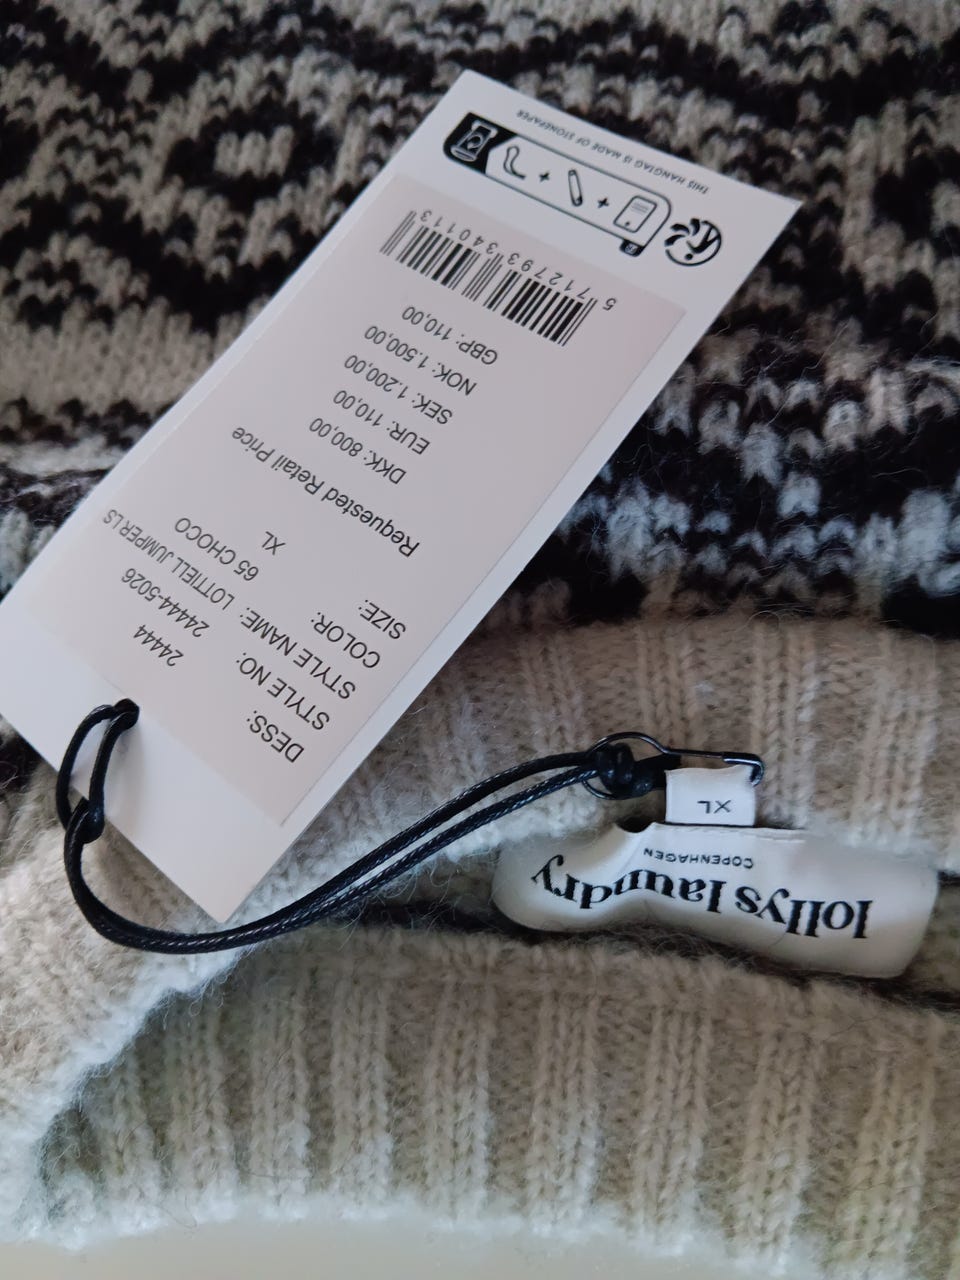 DESS: 24444
STYLE NO: 24444-5026
STYLE NAME: LOTTIELL JUMPER LS
COLOR: 65 CHOCO
SIZE: XL
Requested Retail Price
DKK: 800,00
EUR: 110,00
SEK: 1.200,00
NOK: 1.500,00
GBP: 110,00
5 712793 340113
THIS HANGTAG IS MADE OF STONEPAPER
lollys laundry
COPENHAGEN
XL